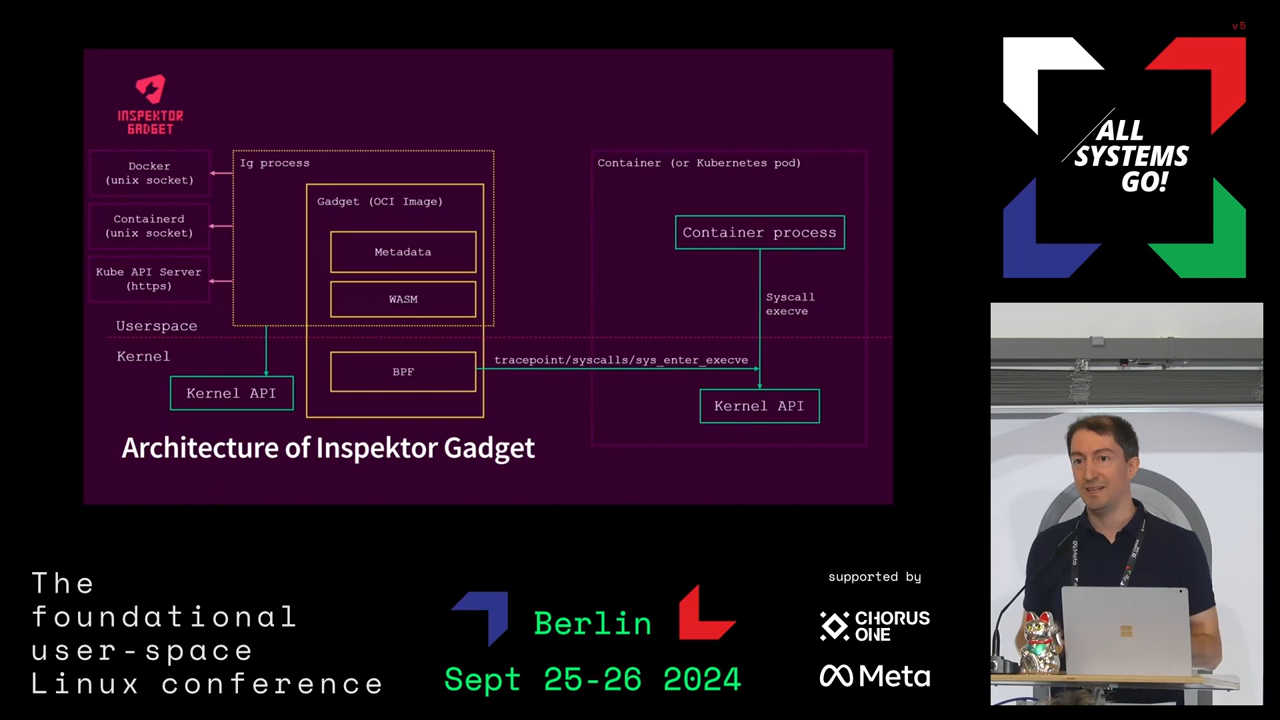 v5
ALL
SYSTEMS
GO!
INSPEKTOR
GADGET
Docker
(unix socket)
Containerd
(unix socket)
Kube API Server
(https)
Ig process
Gadget (OCI Image)
Metadata
WASM
BPF
Userspace
Kernel
Kernel API
tracepoint/syscalls/sys_enter_execve
Container (or Kubernetes pod)
Container process
Syscall
execve
Kernel API
Architecture of Inspektor Gadget
The
foundational
user-space
Linux conference
Berlin
Sept 25-26 2024
supported by
CHORUS
ONE
Meta